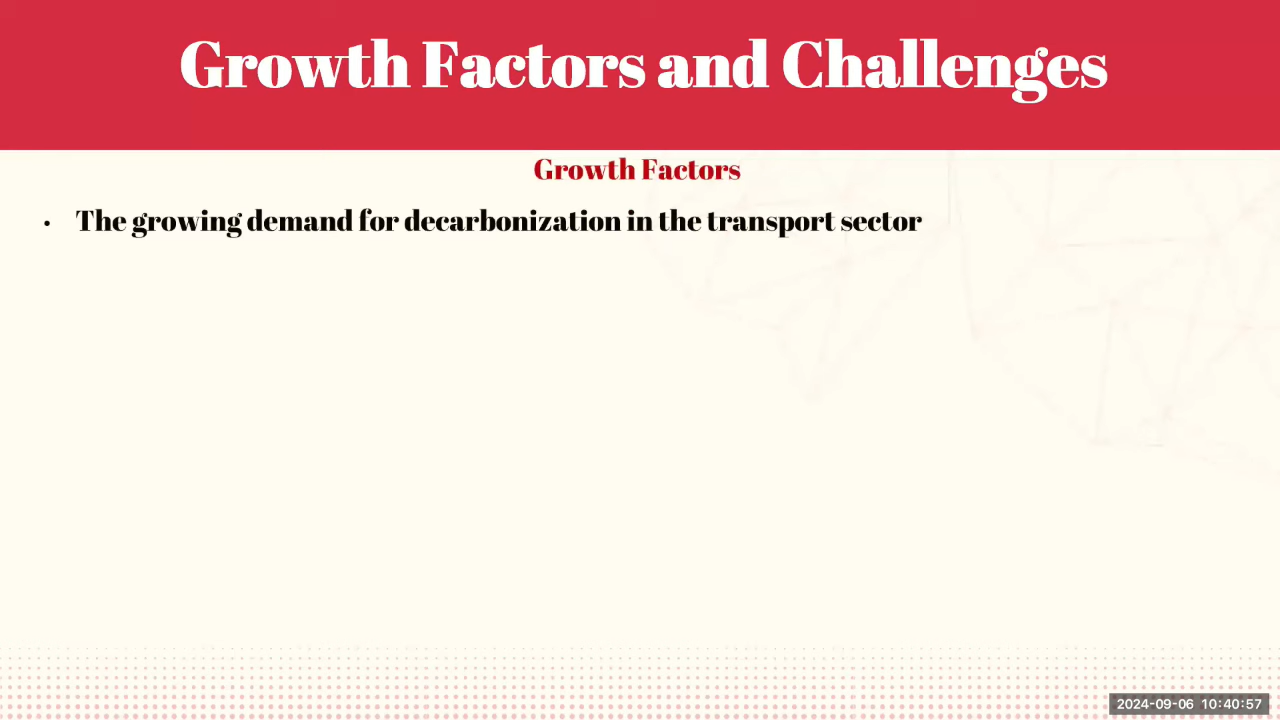 Growth Factors and Challenges
Growth Factors
• The growing demand for decarbonization in the transport sector
2024-09-06 10:40:57